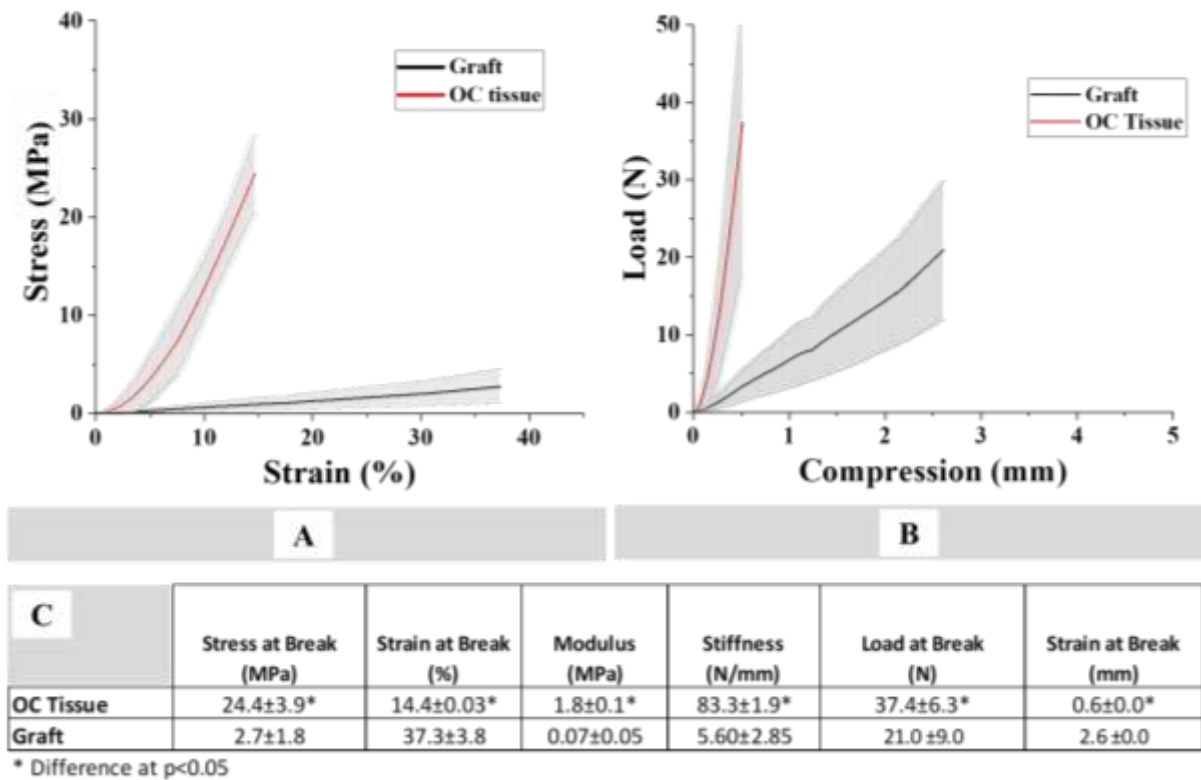 40
30
20
10
0
Stress (MPa)
Graft
OC tissue
0 10 20 30 40
Strain (%)
50
40
30
20
10
0
Load (N)
Graft
OC Tissue
0 1 2 3 4 5
Compression (mm)
A
B
C
Stress at Break (MPa) Strain at Break (%) Modulus (MPa) Stiffness (N/mm) Load at Break (N) Strain at Break (mm)
OC Tissue 24.4±3.9* 14.4±0.03* 1.8±0.1* 83.3±1.9* 37.4±6.3* 0.6±0.0*
Graft 2.7±1.8 37.3±3.8 0.07±0.05 5.60±2.85 21.0 ±9.0 2.6±0.0
* Difference at p<0.05